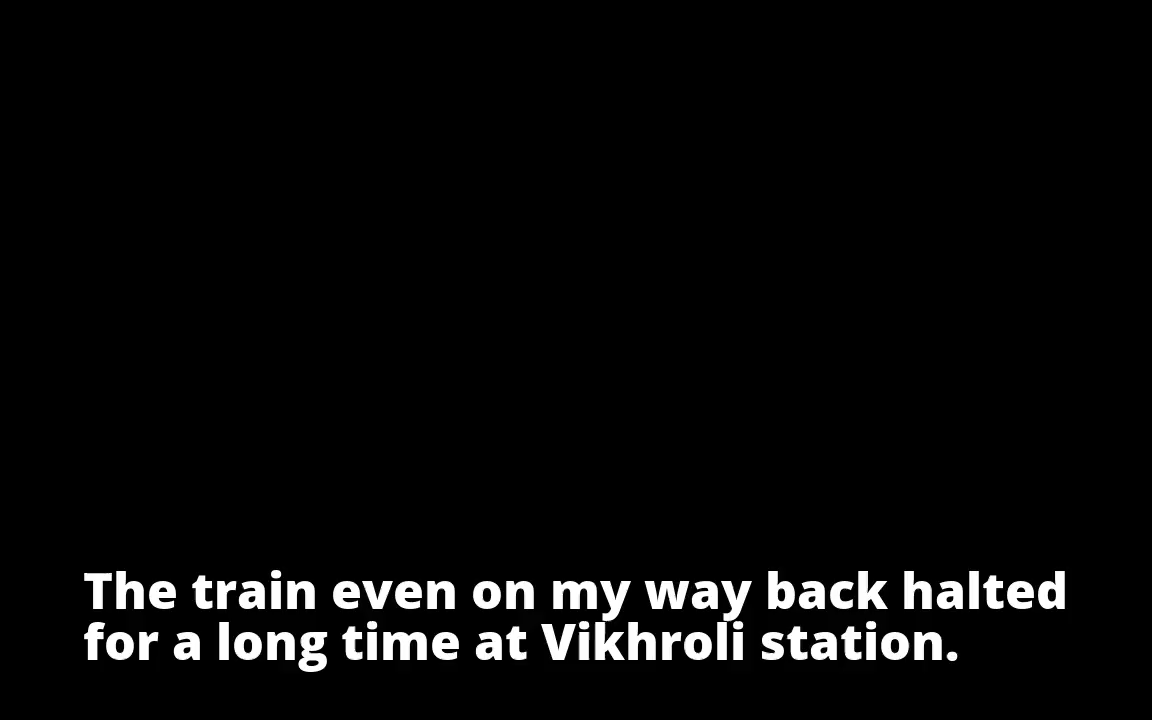 The train even on my way back halted
for a long time at Vikhroli station.